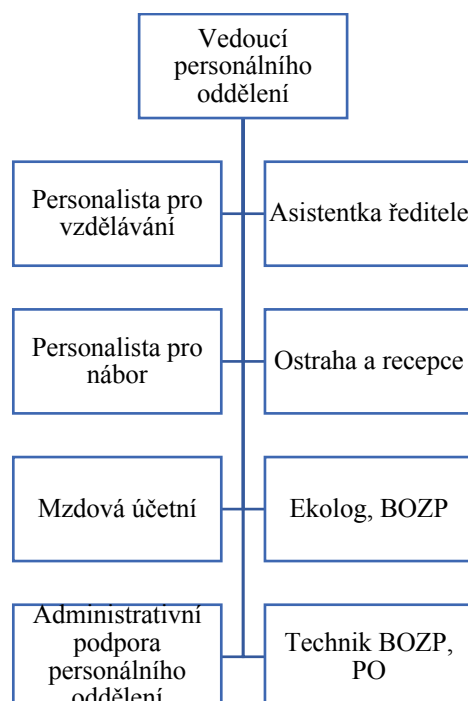 Vedoucí
personálního
oddělení
Personalista pro
vzdělávání
Asistentka ředitele
Personalista pro
nábor
Ostraha a recepce
Mzdová účetní
Ekolog, BOZP
Administrativní
podpora
personálního
oddělení
Technik BOZP,
PO